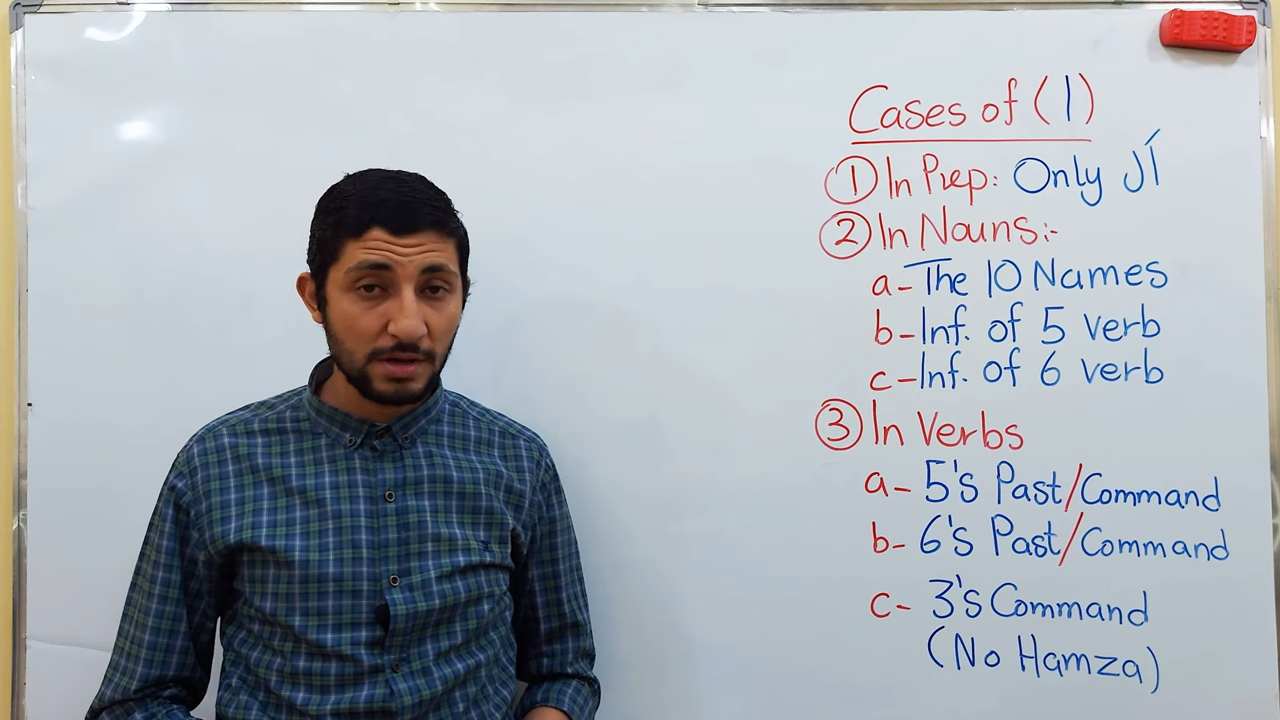 Cases of (ا)
① In Prep: Only اَل
② In Nouns:-
a- The 10 Names
b- Inf. of 5 verb
c- Inf. of 6 verb
③ In Verbs
a- 5's Past/Command
b- 6's Past/Command
c- 3's Command
(No Hamza)